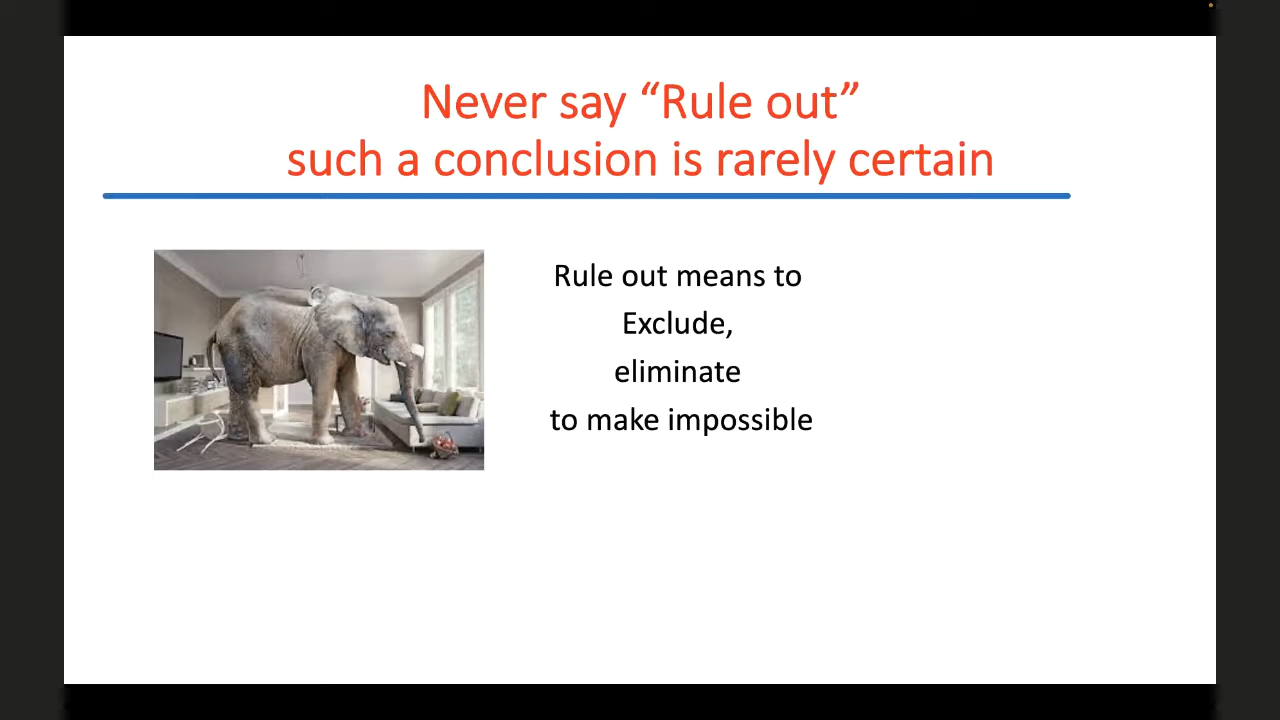 Never say “Rule out”
such a conclusion is rarely certain
Rule out means to
Exclude,
eliminate
to make impossible